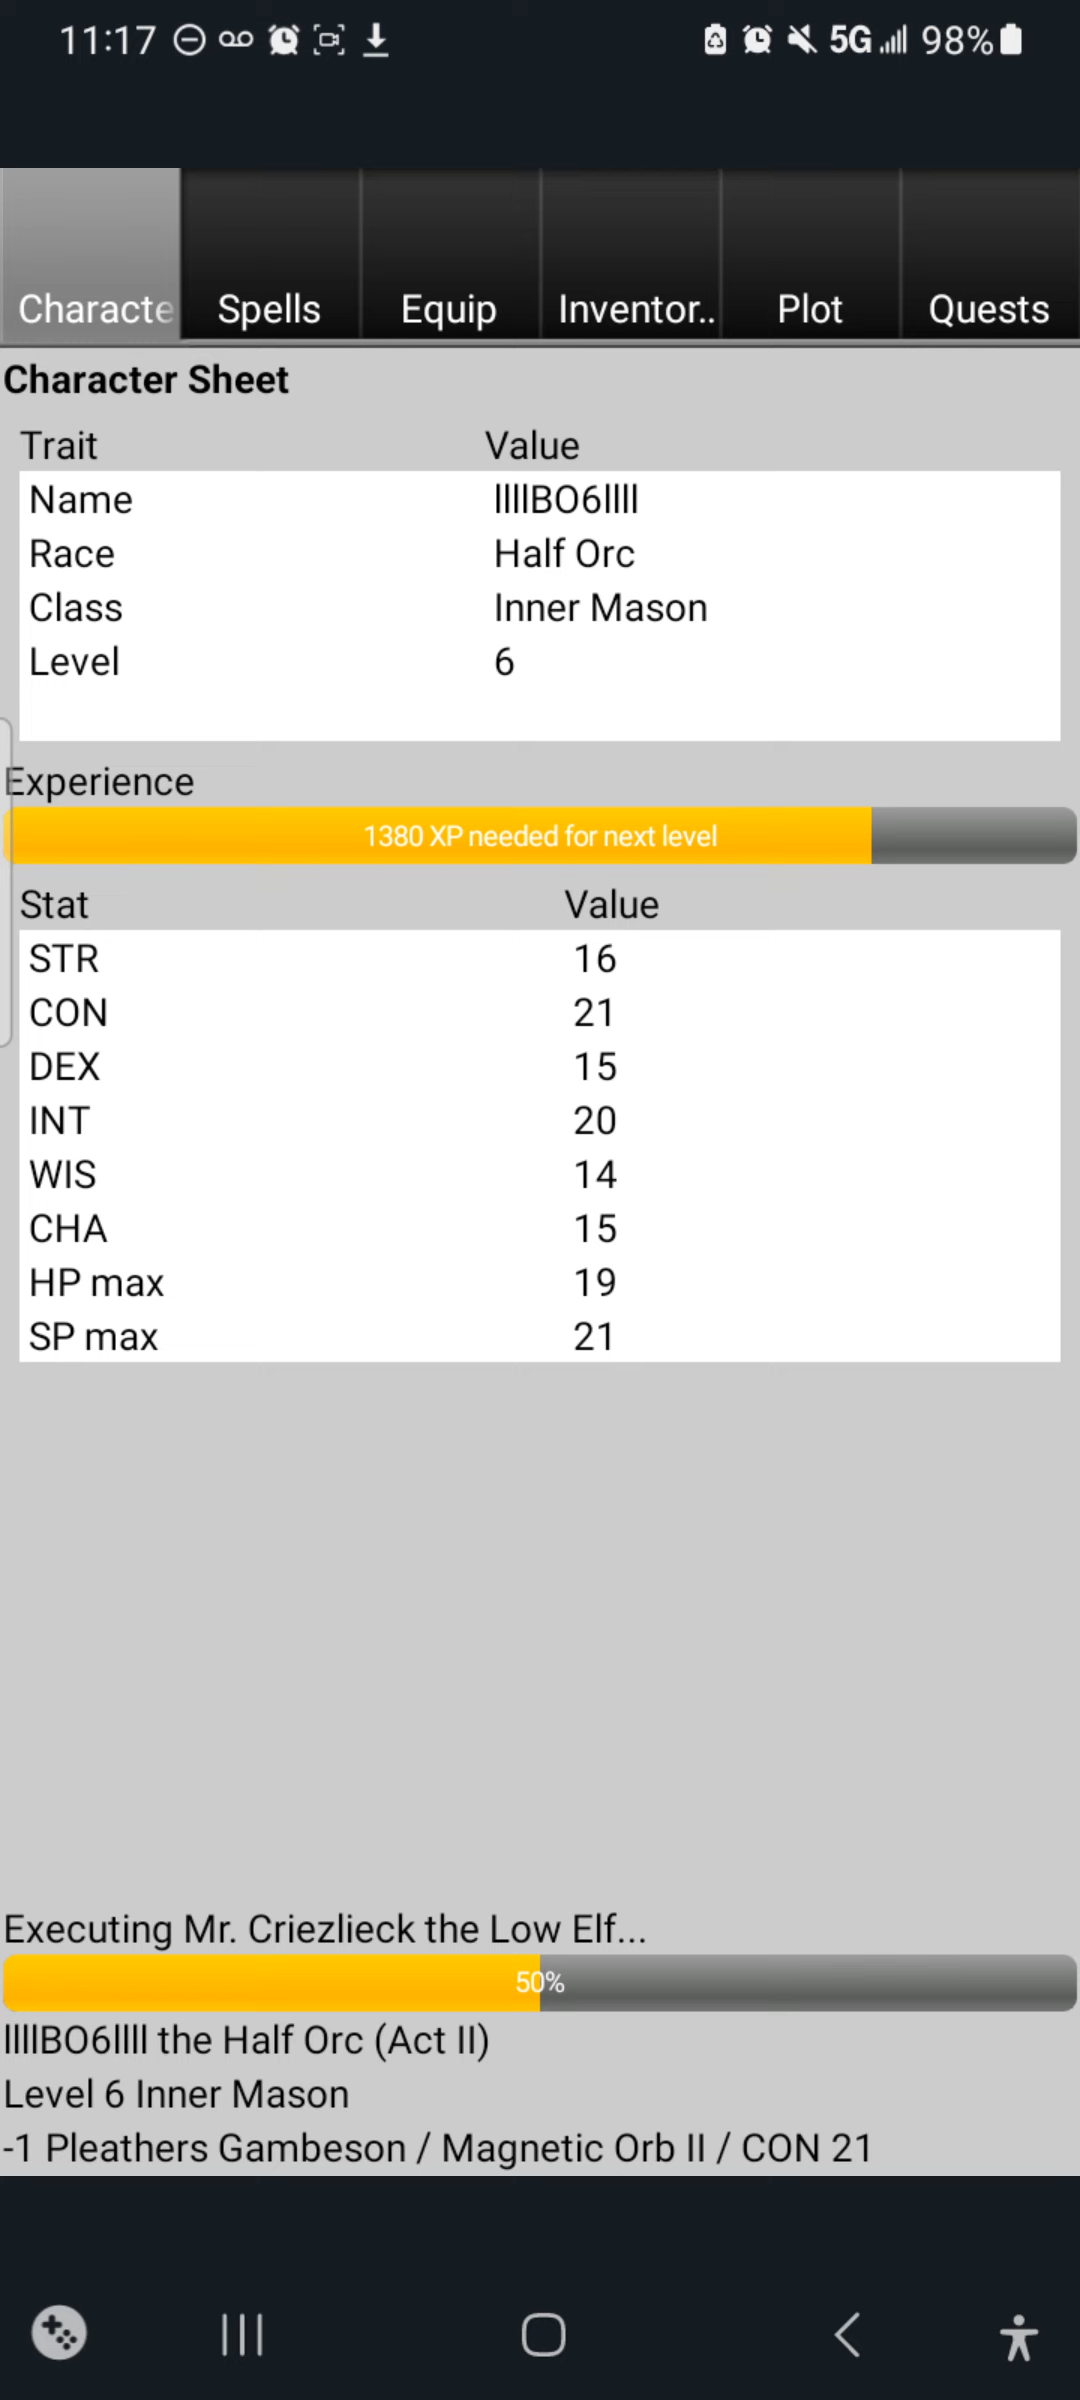 11:17 5G 98%
Characte Spells Equip Inventor.. Plot Quests
Character Sheet
Trait Value
Name llllBO6llll
Race Half Orc
Class Inner Mason
Level 6
Experience
1380 XP needed for next level
Stat Value
STR 16
CON 21
DEX 15
INT 20
WIS 14
CHA 15
HP max 19
SP max 21
Executing Mr. Criezlieck the Low Elf...
50%
llllBO6llll the Half Orc (Act II)
Level 6 Inner Mason
-1 Pleathers Gambeson / Magnetic Orb II / CON 21